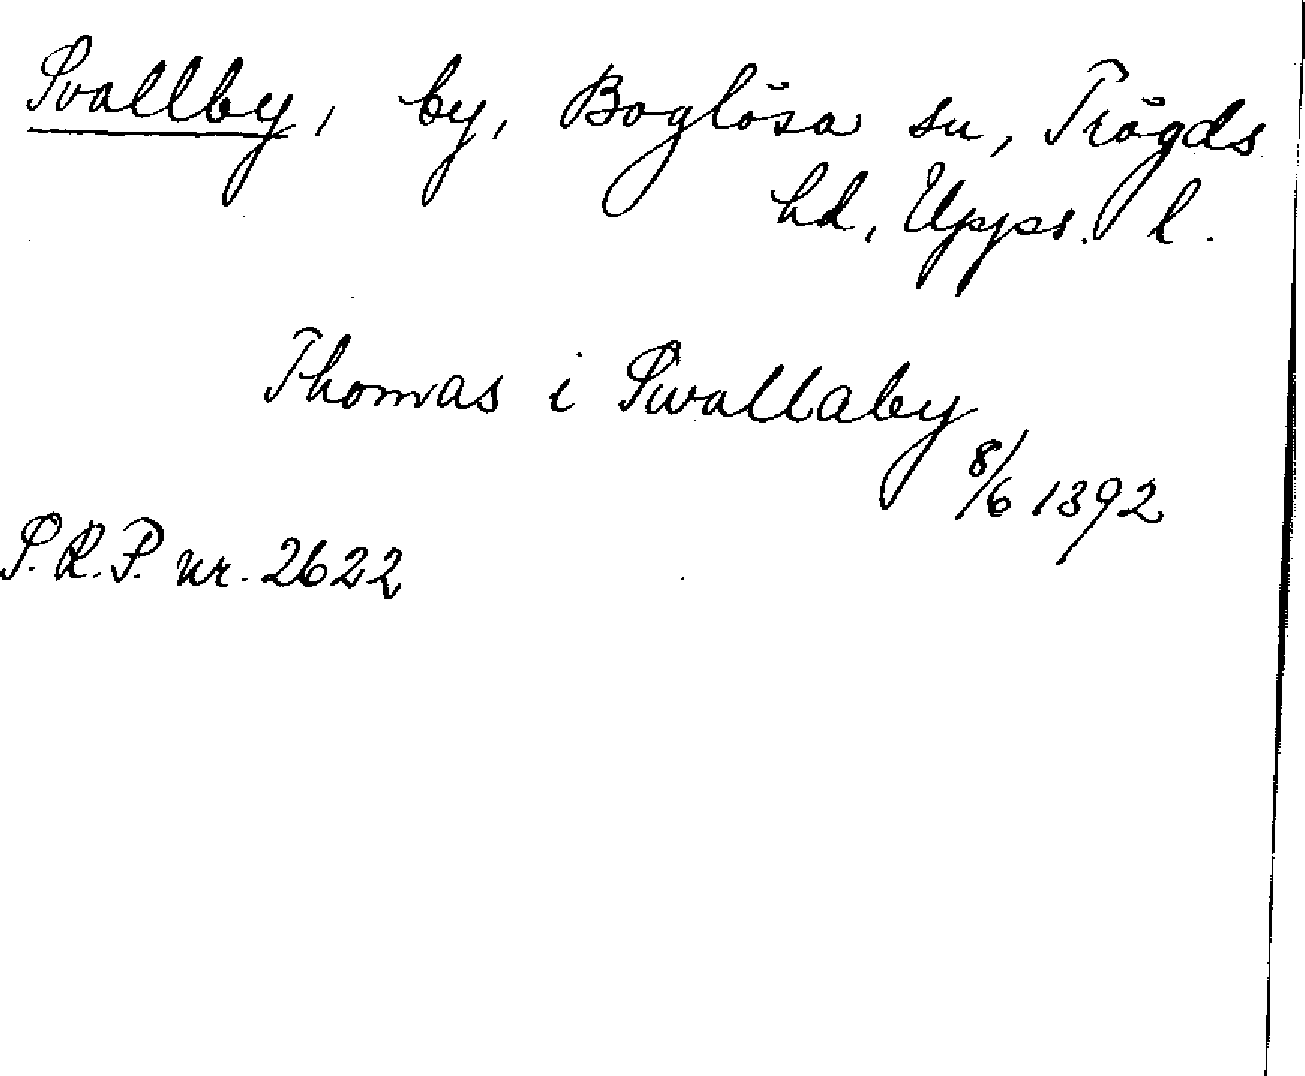 Svallby, by, Boglösa sn, Trögds
hd, Upps. l.
Thomas i Swallaby
8/6 1392
S.R.P. nr. 2622